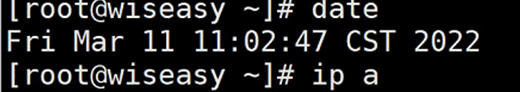 [root@wiseasy ~]# date
Fri Mar 11 11:02:47 CST 2022
[root@wiseasy ~]# ip a